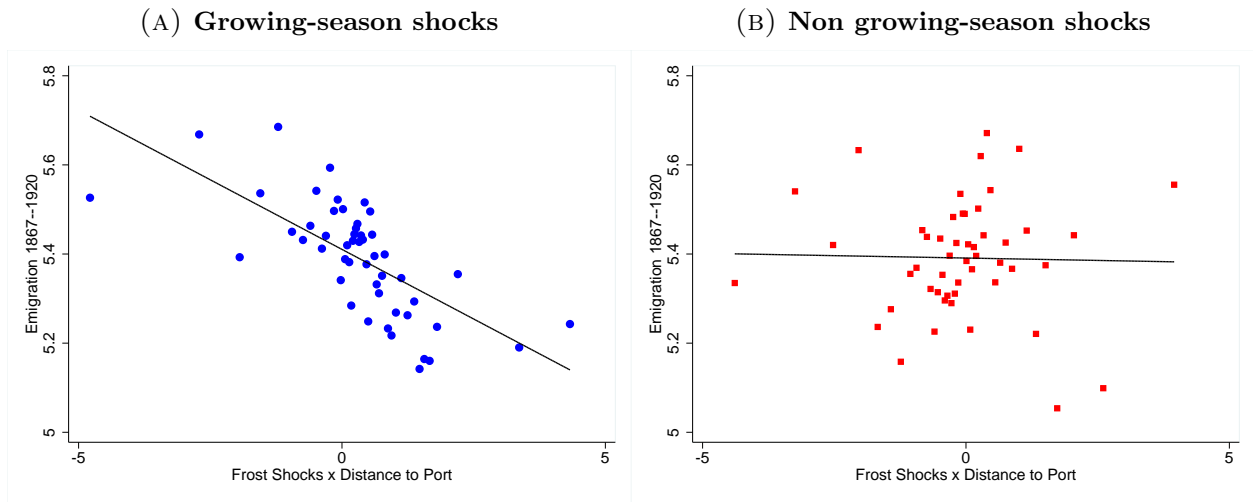 (A) Growing-season shocks
5.8
5.6
5.4
5.2
5
Emigration 1867--1920
-5
0
5
Frost Shocks x Distance to Port
(B) Non growing-season shocks
5.8
5.6
5.4
5.2
5
Emigration 1867--1920
-5
0
5
Frost Shocks x Distance to Port